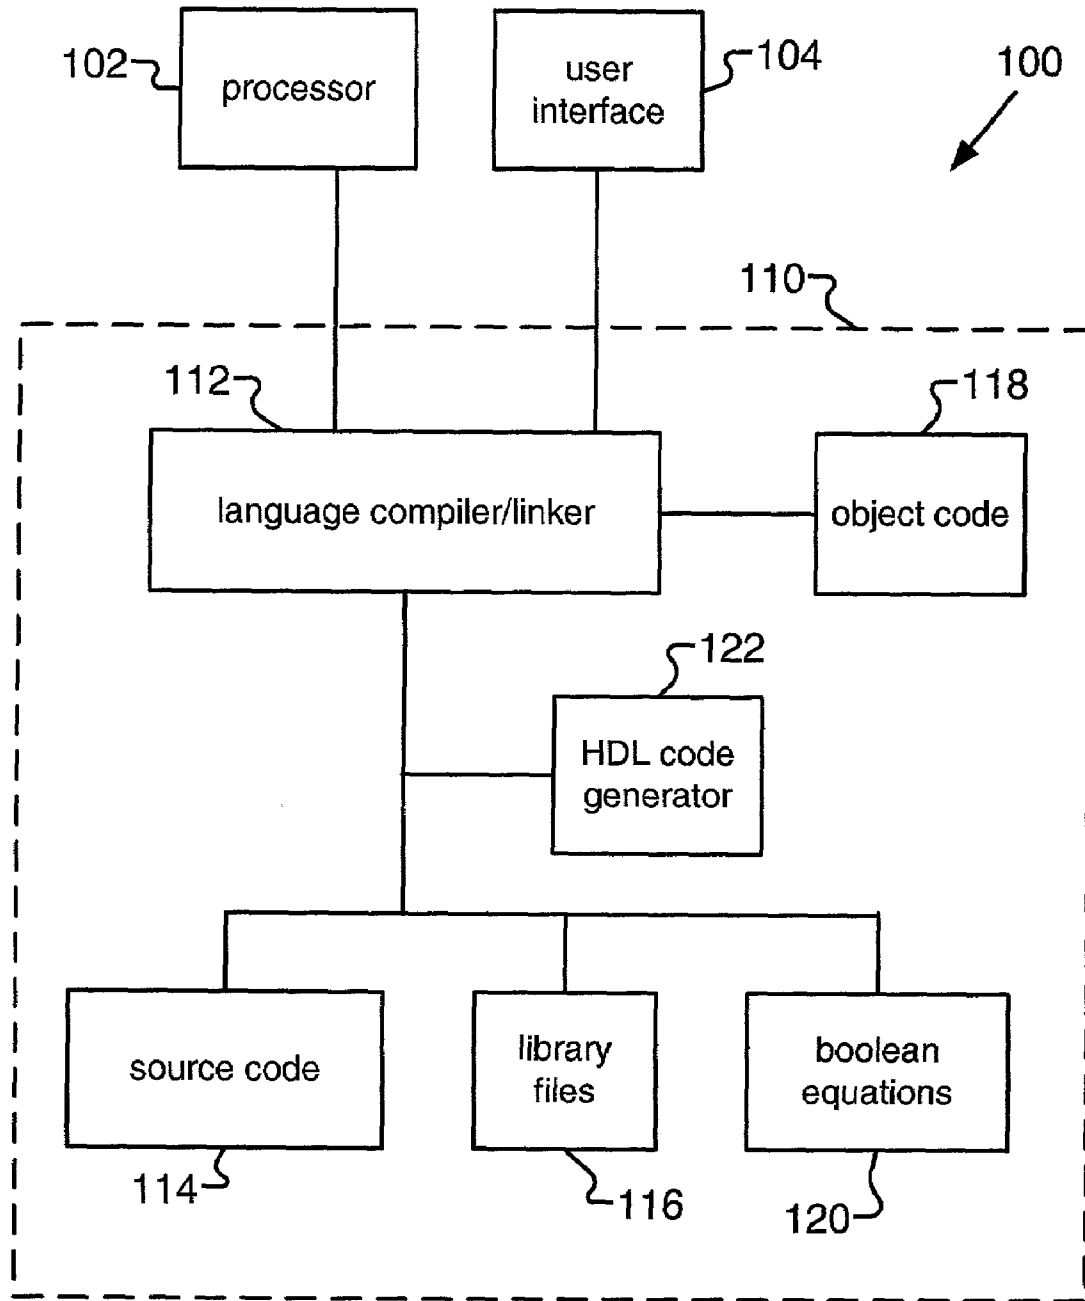 102
processor
user
interface
104
100
110
112
language compiler/linker
118
object code
122
HDL code
generator
source code
114
library
files
116
boolean
equations
120